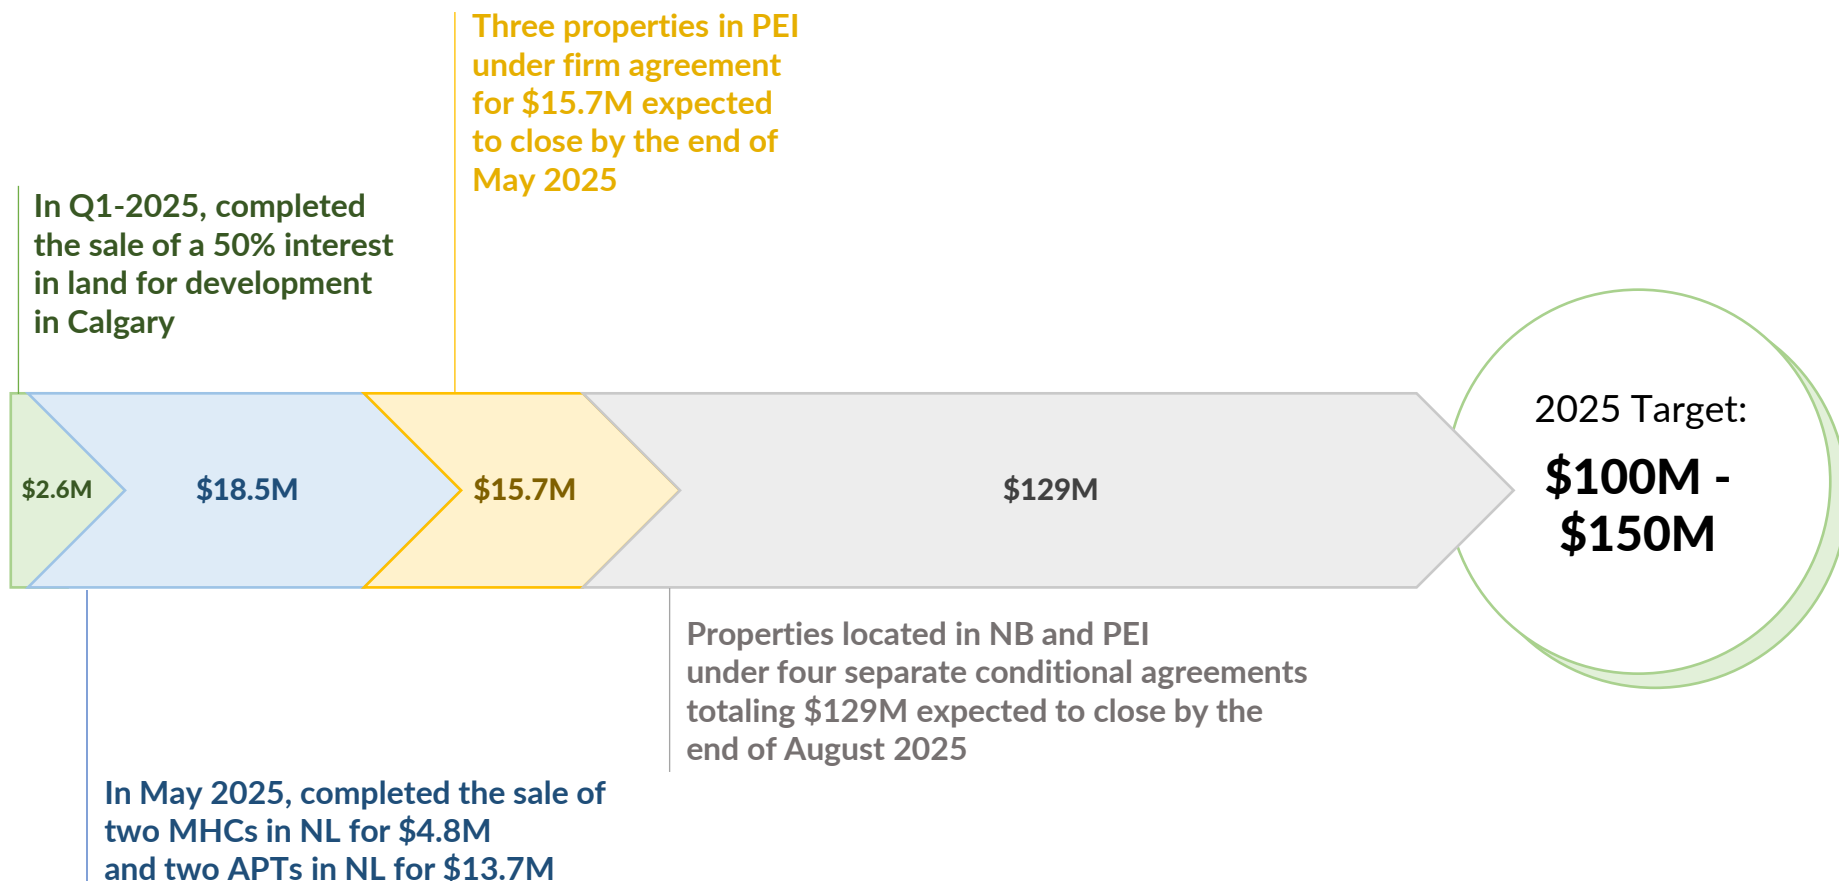 Three properties in PEI
under firm agreement
for $15.7M expected
to close by the end of
May 2025
In Q1-2025, completed
the sale of a 50% interest
in land for development
in Calgary
$2.6M
$18.5M
$15.7M
$129M
2025 Target:
$100M -
$150M
Properties located in NB and PEI
under four separate conditional agreements
totaling $129M expected to close by the
end of August 2025
In May 2025, completed the sale of
two MHCs in NL for $4.8M
and two APTs in NL for $13.7M